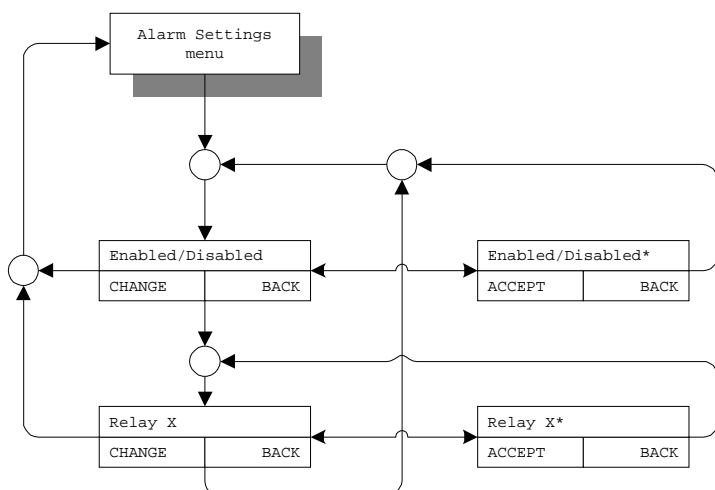 Alarm Settings
menu
Enabled/Disabled
CHANGE BACK
Enabled/Disabled*
ACCEPT BACK
Relay X
CHANGE BACK
Relay X*
ACCEPT BACK